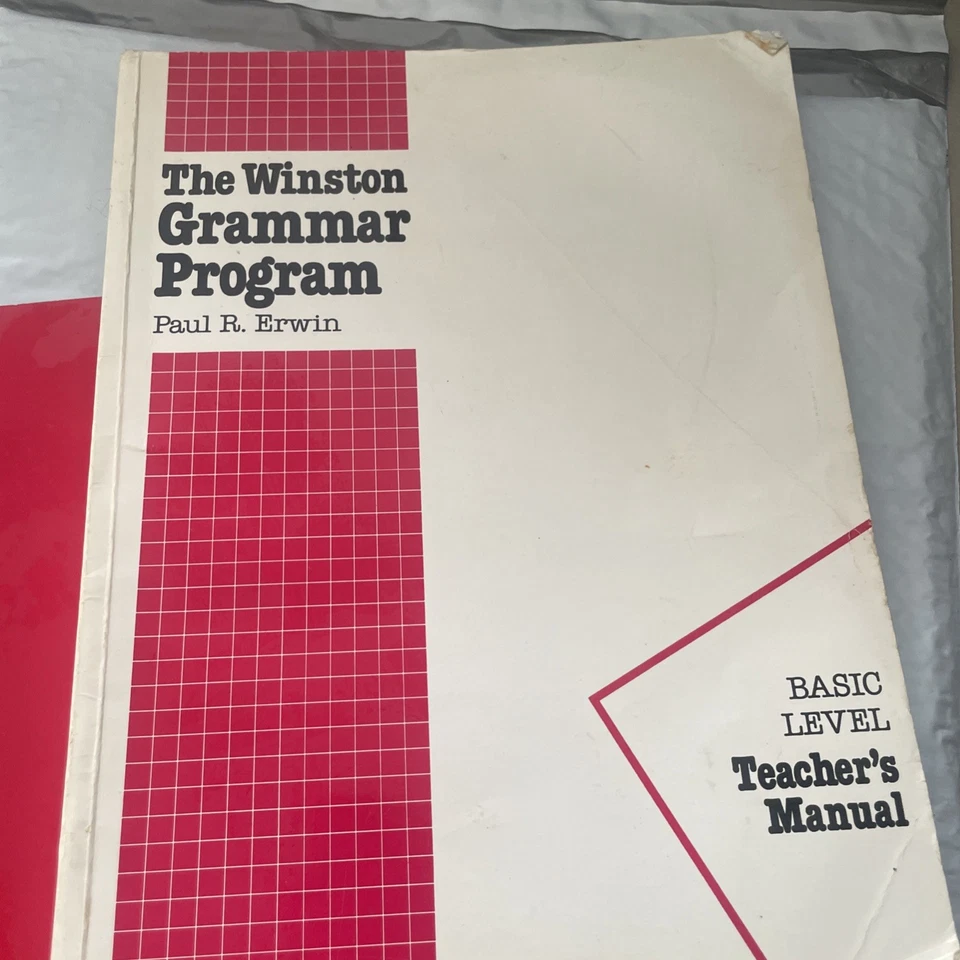 The Winston
Grammar
Program
Paul R. Erwin
BASIC
LEVEL
Teacher's
Manual